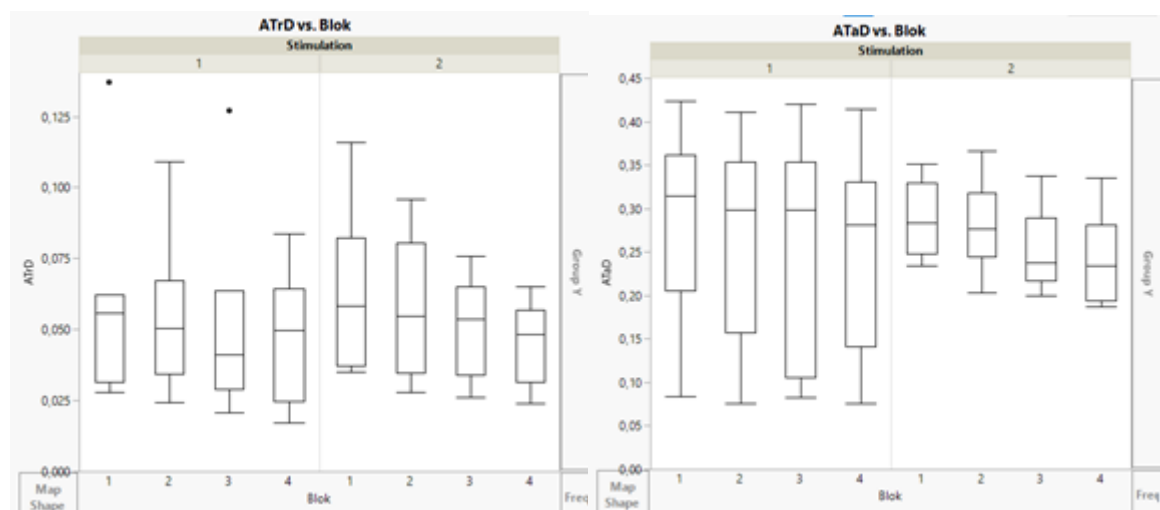 ATrD vs. Blok
Stimulation
1 2
0,125
0,100
0,075
0,050
0,025
0,000
ATrD
Group Y
1 2 3 4 1 2 3 4
Blok
Map
Shape
Freq
ATaD vs. Blok
Stimulation
1 2
0,45
0,40
0,35
0,30
0,25
0,20
0,15
0,10
0,05
0,00
ATaD
Group Y
1 2 3 4 1 2 3 4
Blok
Map
Shape
Freq